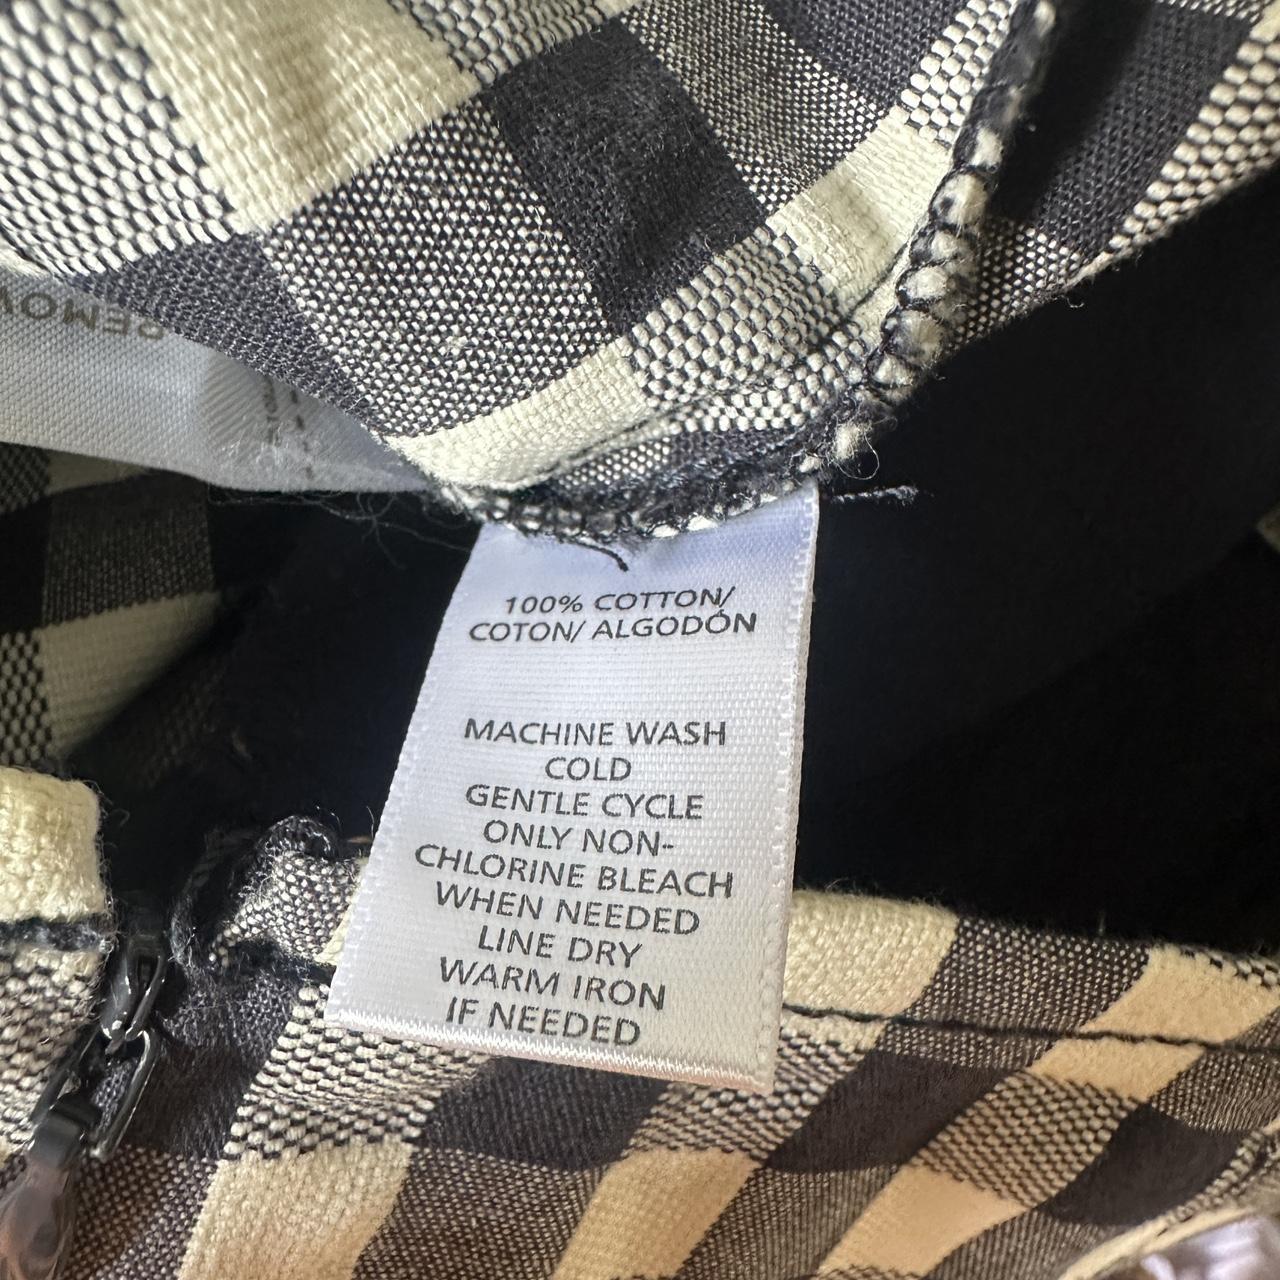 REMOV
100% COTTON/
COTON/ ALGODÓN
MACHINE WASH
COLD
GENTLE CYCLE
ONLY NON-
CHLORINE BLEACH
WHEN NEEDED
LINE DRY
WARM IRON
IF NEEDED